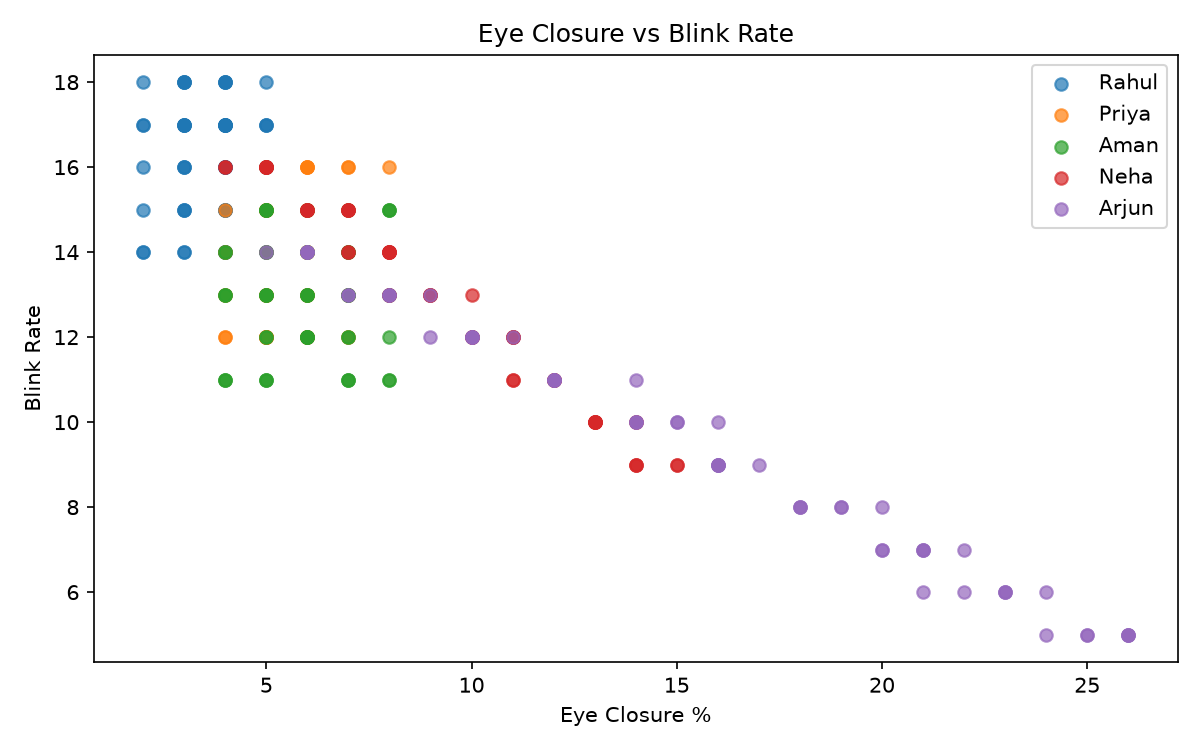 Eye Closure vs Blink Rate
Rahul
Priya
Aman
Neha
Arjun
Blink Rate
18
16
14
12
10
8
6
5
10
15
20
25
Eye Closure %